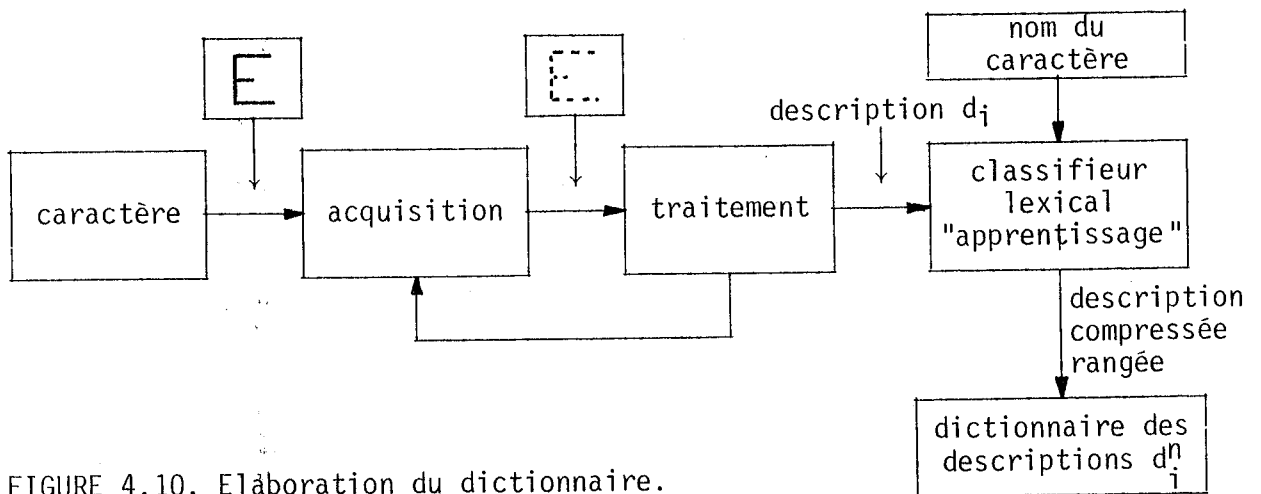 nom du
caractère
E
E
description di
caractère
acquisition
traitement
classifieur
lexical
"apprentissage"
description
compressée
rangée
dictionnaire des
descriptions dⁿi
FIGURE 4.10. Elaboration du dictionnaire.